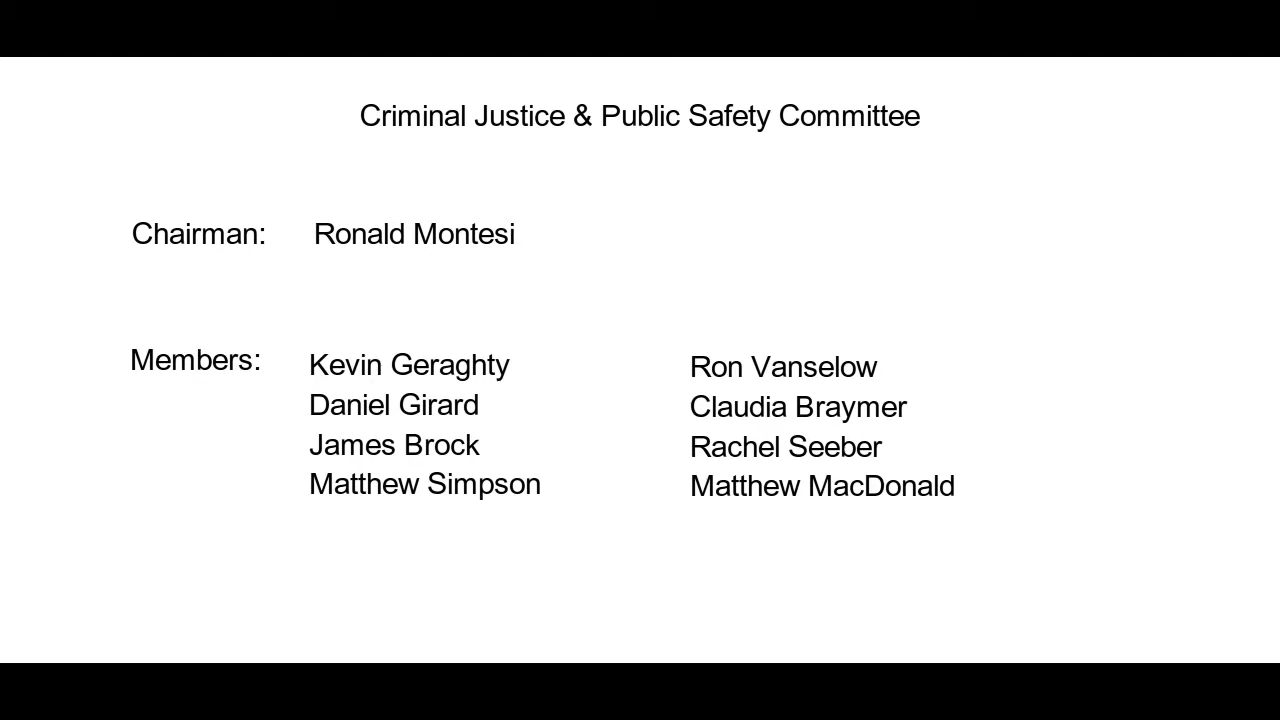 Criminal Justice & Public Safety Committee
Chairman: Ronald Montesi
Members:
Kevin Geraghty
Daniel Girard
James Brock
Matthew Simpson
Ron Vanselow
Claudia Braymer
Rachel Seeber
Matthew MacDonald